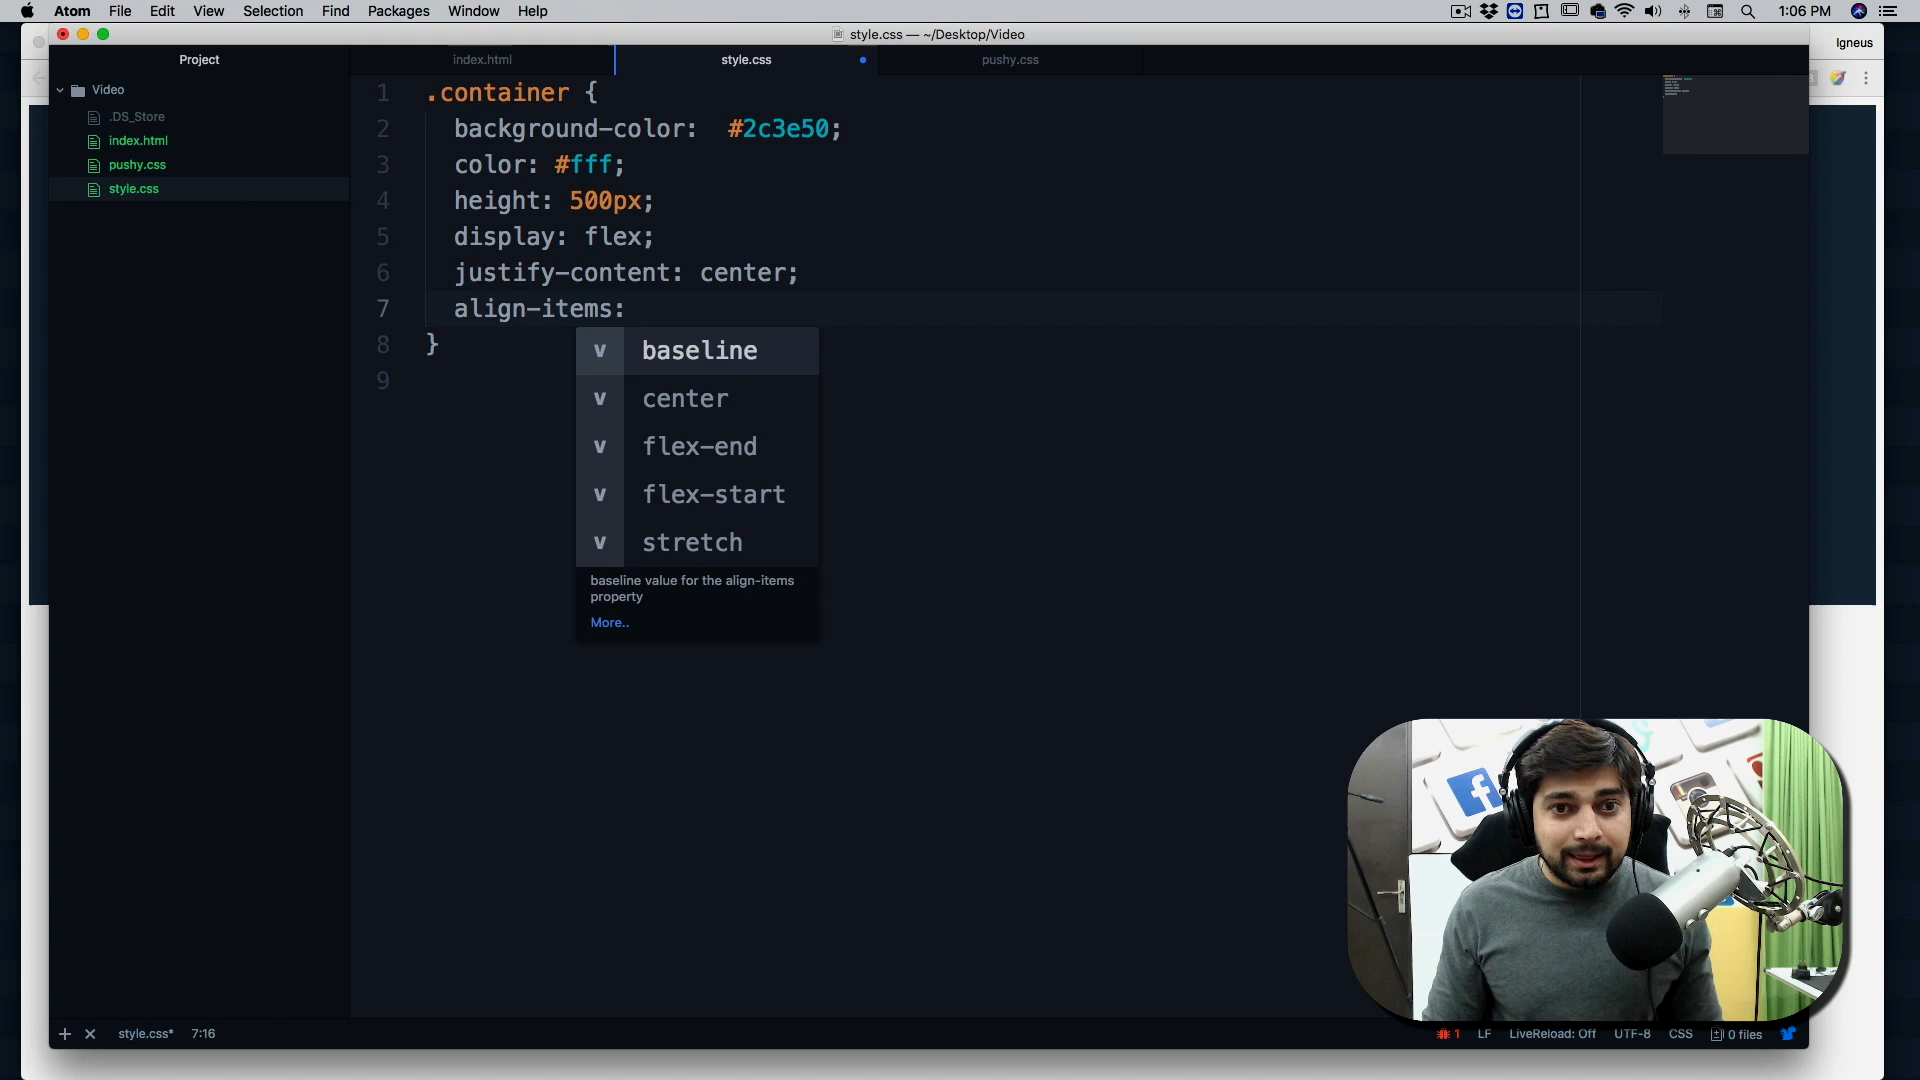 Atom File Edit View Selection Find Packages Window Help 1:06 PM
style.css — ~/Desktop/Video
Igneus
Project index.html style.css pushy.css
Video
.DS_Store
index.html
pushy.css
style.css
1 .container {
2 background-color: #2c3e50;
3 color: #fff;
4 height: 500px;
5 display: flex;
6 justify-content: center;
7 align-items:
8 }
9
v baseline
v center
v flex-end
v flex-start
v stretch
baseline value for the align-items
property
More..
style.css* 7:16 1 LF LiveReload: Off UTF-8 CSS 0 files